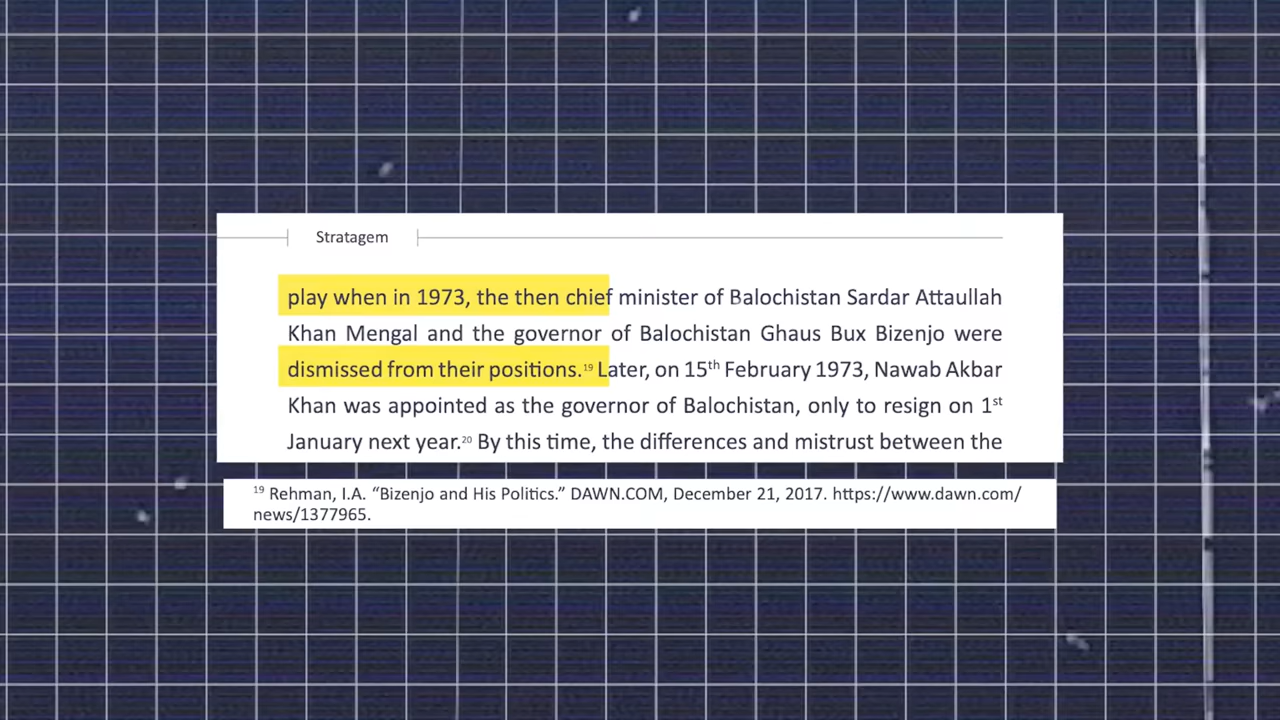 Stratagem
play when in 1973, the then chief minister of Balochistan Sardar Attaullah
Khan Mengal and the governor of Balochistan Ghaus Bux Bizenjo were
dismissed from their positions.¹⁹ Later, on 15ᵗʰ February 1973, Nawab Akbar
Khan was appointed as the governor of Balochistan, only to resign on 1ˢᵗ
January next year.²⁰ By this time, the differences and mistrust between the
¹⁹ Rehman, I.A. “Bizenjo and His Politics.” DAWN.COM, December 21, 2017. https://www.dawn.com/
news/1377965.